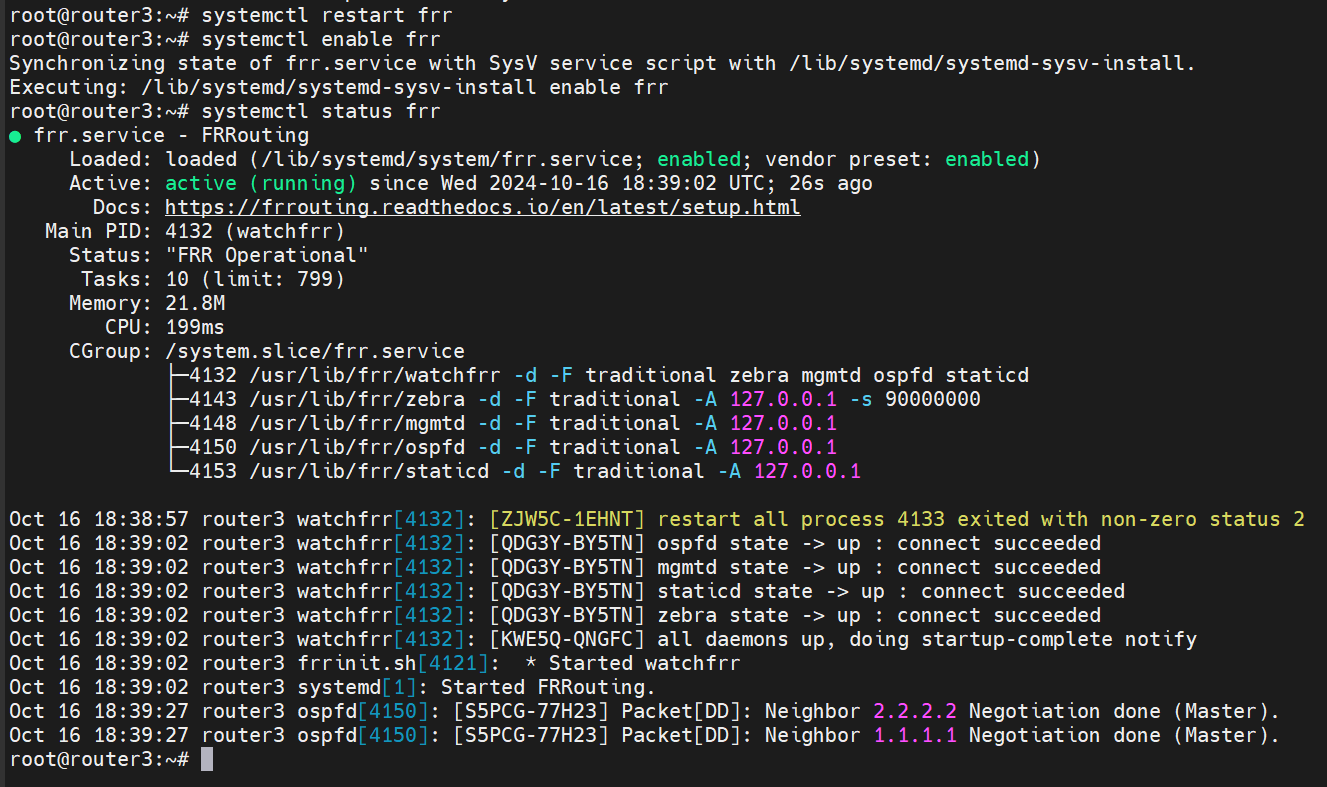 root@router3:~# systemctl restart frr
root@router3:~# systemctl enable frr
Synchronizing state of frr.service with SysV service script with /lib/systemd/systemd-sysv-install.
Executing: /lib/systemd/systemd-sysv-install enable frr
root@router3:~# systemctl status frr
● frr.service - FRRouting
     Loaded: loaded (/lib/systemd/system/frr.service; enabled; vendor preset: enabled)
     Active: active (running) since Wed 2024-10-16 18:39:02 UTC; 26s ago
       Docs: https://frrouting.readthedocs.io/en/latest/setup.html
   Main PID: 4132 (watchfrr)
     Status: "FRR Operational"
      Tasks: 10 (limit: 799)
     Memory: 21.8M
        CPU: 199ms
     CGroup: /system.slice/frr.service
             ├─4132 /usr/lib/frr/watchfrr -d -F traditional zebra mgmtd ospfd staticd
             ├─4143 /usr/lib/frr/zebra -d -F traditional -A 127.0.0.1 -s 90000000
             ├─4148 /usr/lib/frr/mgmtd -d -F traditional -A 127.0.0.1
             ├─4150 /usr/lib/frr/ospfd -d -F traditional -A 127.0.0.1
             └─4153 /usr/lib/frr/staticd -d -F traditional -A 127.0.0.1
Oct 16 18:38:57 router3 watchfrr[4132]: [ZJW5C-1EHNT] restart all process 4133 exited with non-zero status 2
Oct 16 18:39:02 router3 watchfrr[4132]: [QDG3Y-BY5TN] ospfd state -> up : connect succeeded
Oct 16 18:39:02 router3 watchfrr[4132]: [QDG3Y-BY5TN] mgmtd state -> up : connect succeeded
Oct 16 18:39:02 router3 watchfrr[4132]: [QDG3Y-BY5TN] staticd state -> up : connect succeeded
Oct 16 18:39:02 router3 watchfrr[4132]: [QDG3Y-BY5TN] zebra state -> up : connect succeeded
Oct 16 18:39:02 router3 watchfrr[4132]: [KWE5Q-QNGFC] all daemons up, doing startup-complete notify
Oct 16 18:39:02 router3 frrinit.sh[4121]:  * Started watchfrr
Oct 16 18:39:02 router3 systemd[1]: Started FRRouting.
Oct 16 18:39:27 router3 ospfd[4150]: [S5PCG-77H23] Packet[DD]: Neighbor 2.2.2.2 Negotiation done (Master).
Oct 16 18:39:27 router3 ospfd[4150]: [S5PCG-77H23] Packet[DD]: Neighbor 1.1.1.1 Negotiation done (Master).
root@router3:~#